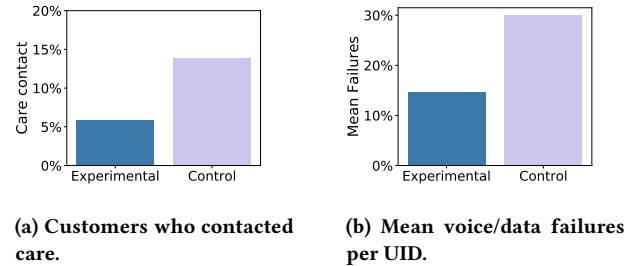 20%
15%
10%
5%
0%
Care contact
Experimental Control
(a) Customers who contacted
care.
30%
20%
10%
0%
Mean Failures
Experimental Control
(b) Mean voice/data failures
per UID.